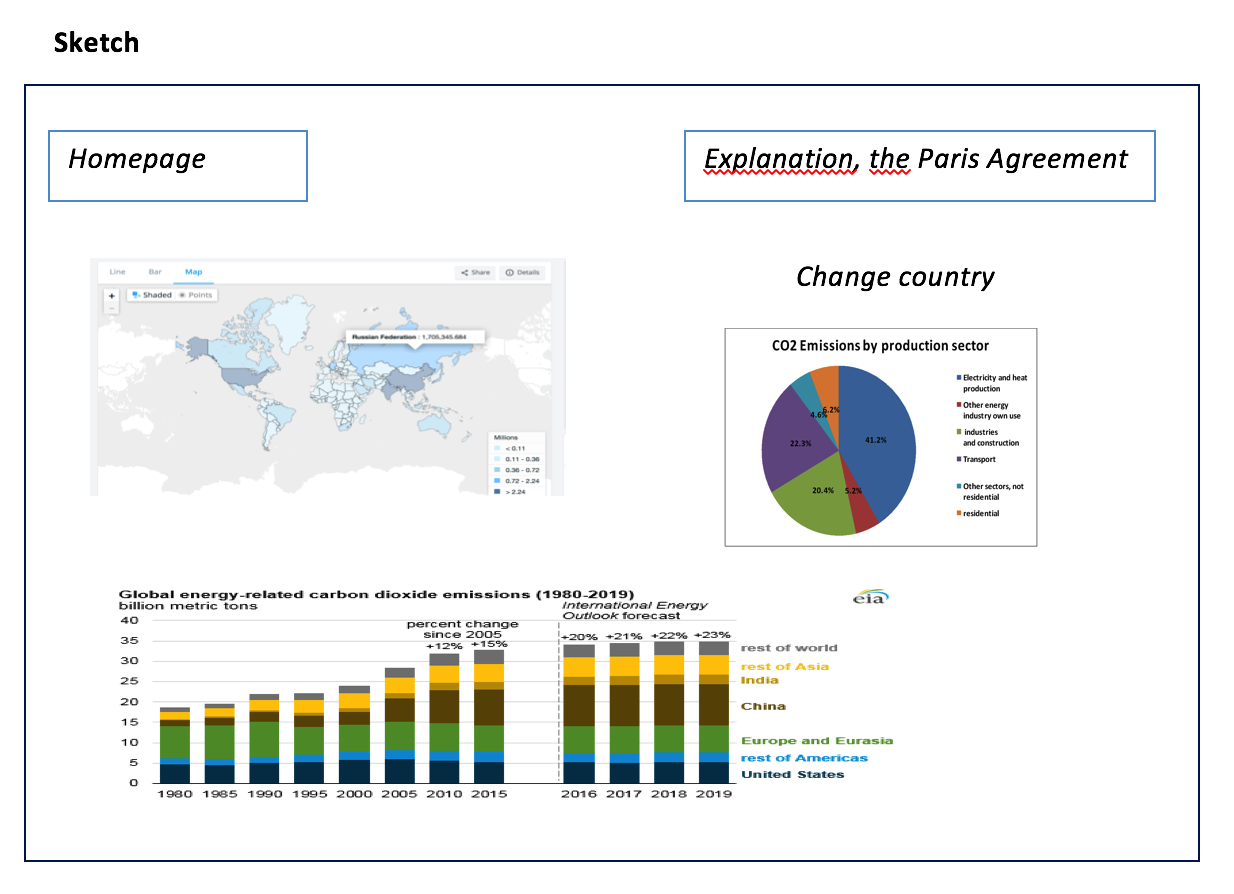 Sketch
Homepage
Explanation, the Paris Agreement
Line Bar Map Share Details
+
Shaded Points
-
Russian Federation : 1,705,345.684
Millions
< 0.11
0.11 - 0.36
0.36 - 0.72
0.72 - 2.24
> 2.24
Change country
CO2 Emissions by production sector
Electricity and heat
production
Other energy
industry own use
industries
and construction
Transport
Other sectors, not
residential
residential
6.2%
4.6%
41.2%
22.3%
20.4%
5.2%
Global energy-related carbon dioxide emissions (1980-2019)
billion metric tons
eia
International Energy
Outlook forecast
percent change
since 2005
+12% +15%
+20% +21% +22% +23%
40
35
30
25
20
15
10
5
0
rest of world
rest of Asia
India
China
Europe and Eurasia
rest of Americas
United States
1980 1985 1990 1995 2000 2005 2010 2015 2016 2017 2018 2019